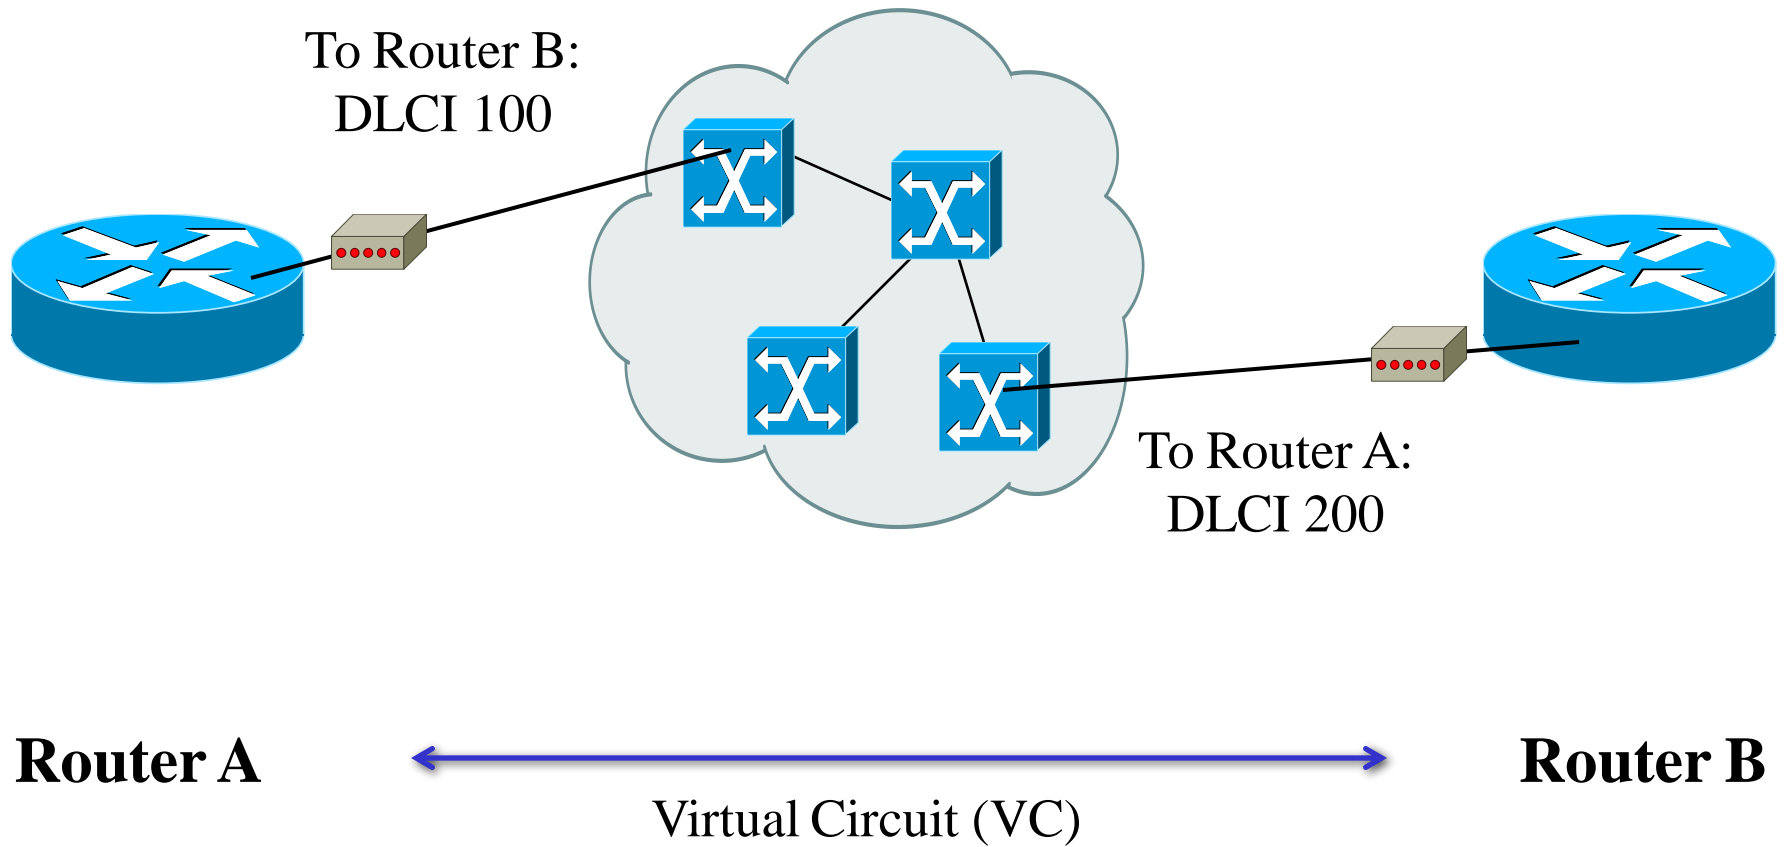 To Router B:
DLCI 100
To Router A:
DLCI 200
Router A
Router B
Virtual Circuit (VC)